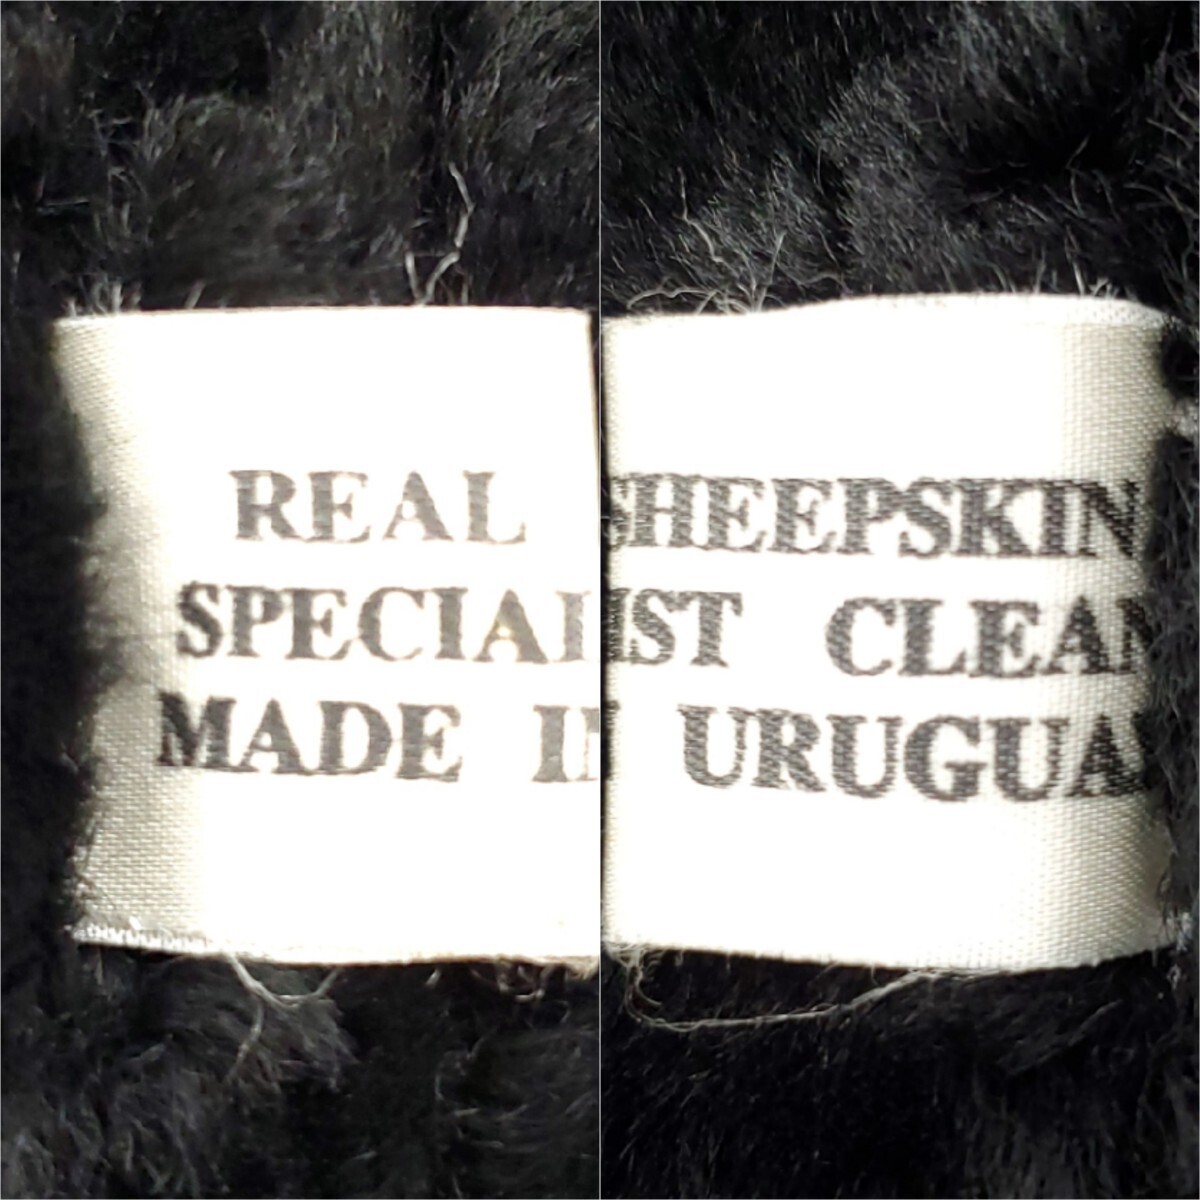 REAL SHEEPSKIN
SPECIALIST CLEAN
MADE IN URUGUAY